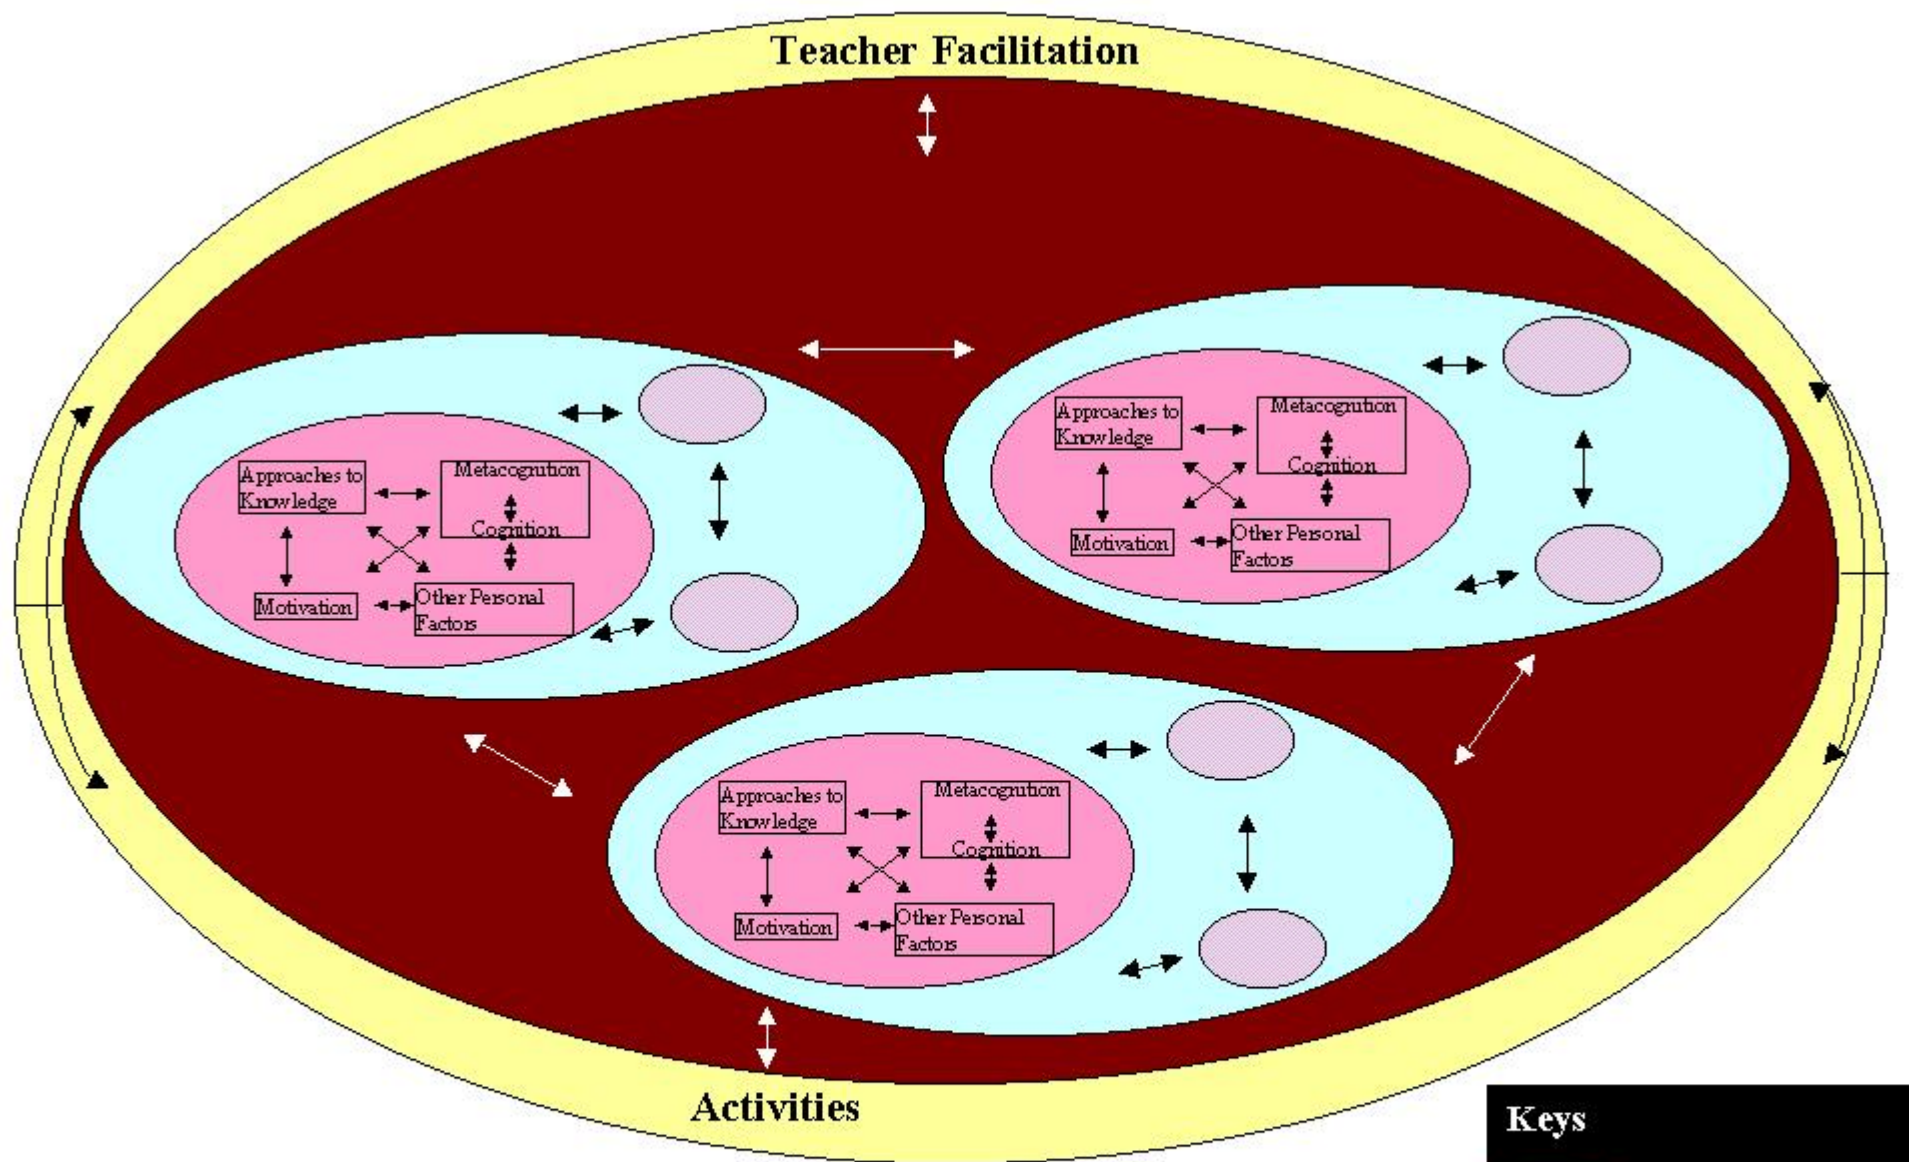 Teacher Facilitation
Approaches to
Knowledge
Metacognition
Cognition
Motivation
Other Personal
Factors
Approaches to
Knowledge
Metacognition
Cognition
Motivation
Other Personal
Factors
Approaches to
Knowledge
Metacognition
Cognition
Motivation
Other Personal
Factors
Activities
Keys